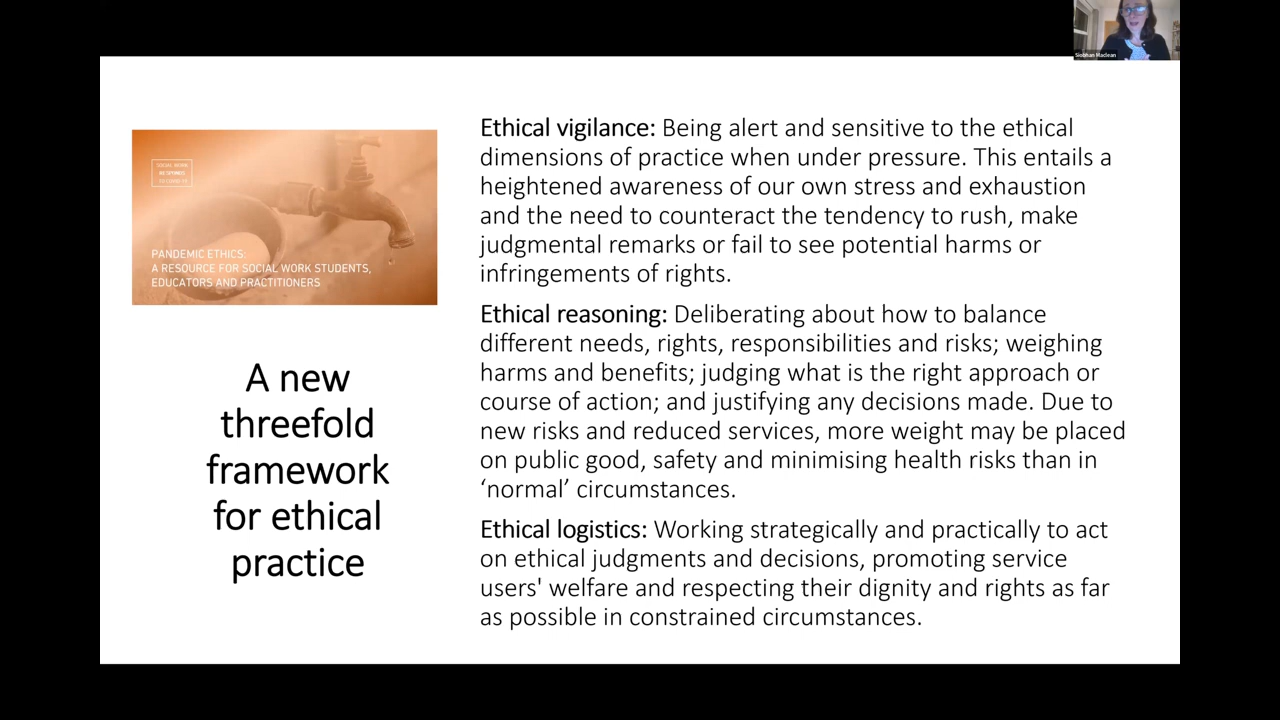 Siobhan Maclean
Ethical vigilance: Being alert and sensitive to the ethical
dimensions of practice when under pressure. This entails a
heightened awareness of our own stress and exhaustion
and the need to counteract the tendency to rush, make
judgmental remarks or fail to see potential harms or
infringements of rights.
Ethical reasoning: Deliberating about how to balance
different needs, rights, responsibilities and risks; weighing
harms and benefits; judging what is the right approach or
course of action; and justifying any decisions made. Due to
new risks and reduced services, more weight may be placed
on public good, safety and minimising health risks than in
‘normal’ circumstances.
Ethical logistics: Working strategically and practically to act
on ethical judgments and decisions, promoting service
users' welfare and respecting their dignity and rights as far
as possible in constrained circumstances.
SOCIAL WORK
PANDEMIC ETHICS:
A RESOURCE FOR SOCIAL WORK STUDENTS,
EDUCATORS AND PRACTITIONERS
A new
threefold
framework
for ethical
practice